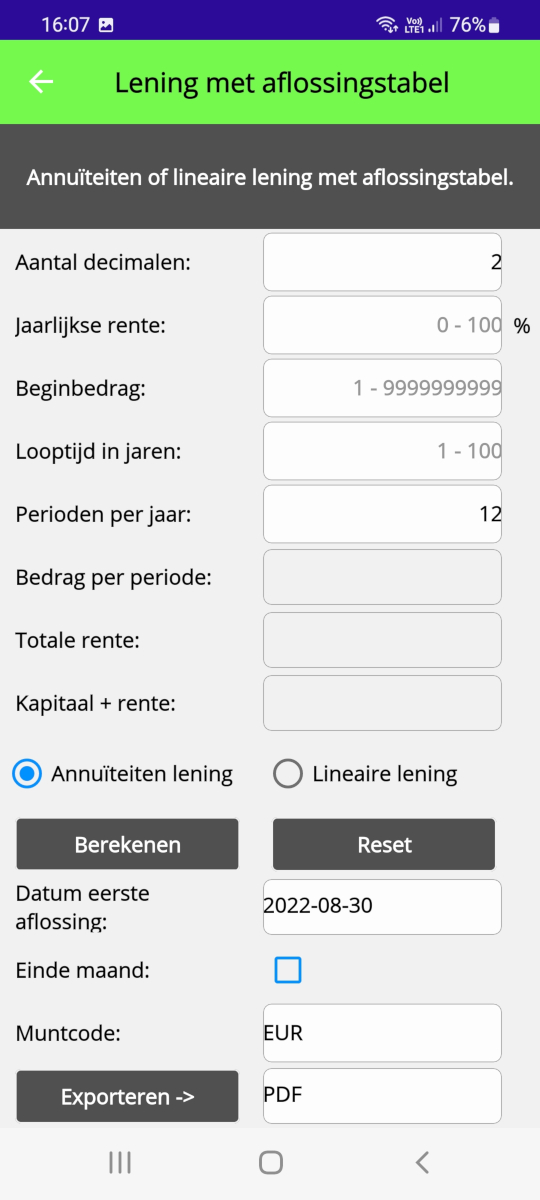 16:07 Vo)) LTE1 76%
Lening met aflossingstabel
Annuïteiten of lineaire lening met aflossingstabel.
Aantal decimalen: 2
Jaarlijkse rente: 0 - 100 %
Beginbedrag: 1 - 9999999999
Looptijd in jaren: 1 - 100
Perioden per jaar: 12
Bedrag per periode:
Totale rente:
Kapitaal + rente:
Annuïteiten lening Lineaire lening
Berekenen Reset
Datum eerste
aflossing: 2022-08-30
Einde maand:
Muntcode: EUR
Exporteren -> PDF